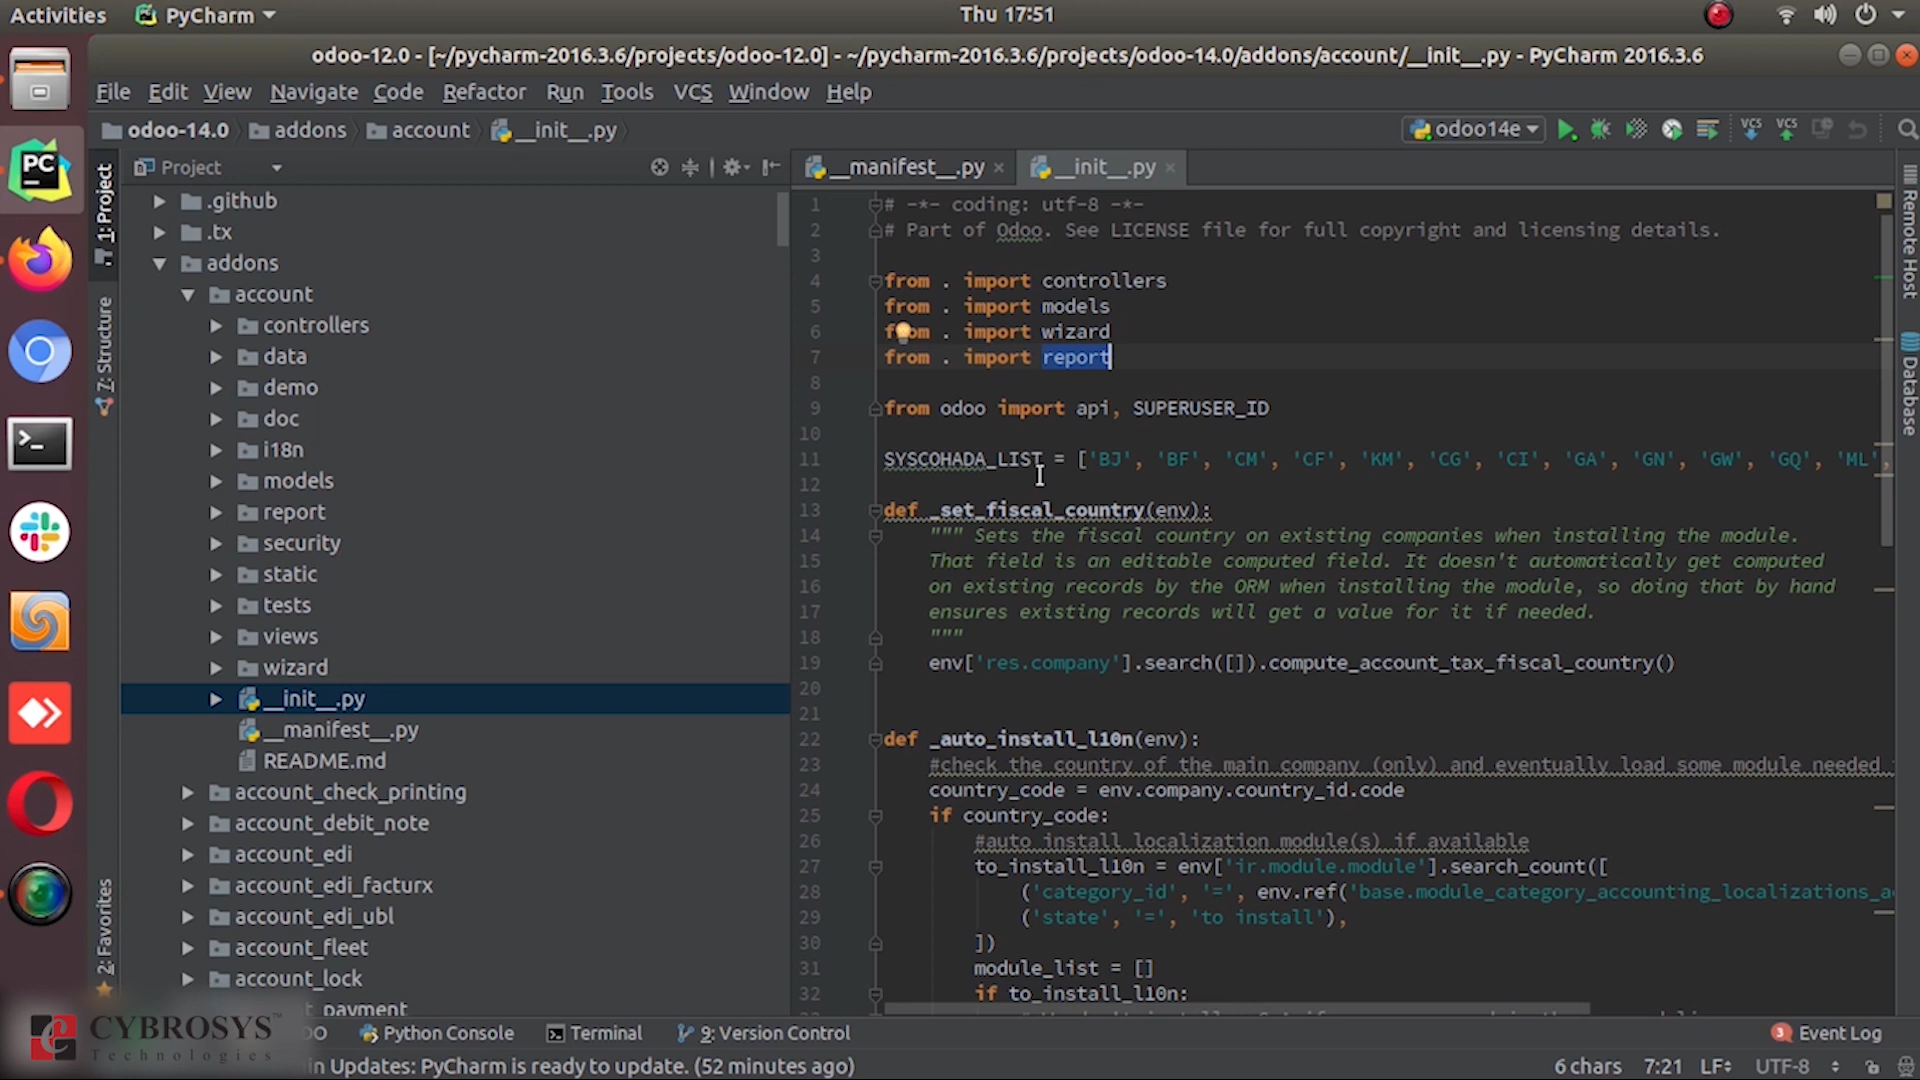 Activities PyCharm Thu 17:51
odoo-12.0 - [~/pycharm-2016.3.6/projects/odoo-12.0] - ~/pycharm-2016.3.6/projects/odoo-14.0/addons/account/__init__.py - PyCharm 2016.3.6
File Edit View Navigate Code Refactor Run Tools VCS Window Help
odoo-14.0 addons account __init__.py odoo14e VCS VCS
1: Project
7: Structure
2: Favorites
Project
.github
.tx
addons
account
controllers
data
demo
doc
i18n
models
report
security
static
tests
views
wizard
__init__.py
__manifest__.py
README.md
account_check_printing
account_debit_note
account_edi
account_edi_facturx
account_edi_ubl
account_fleet
account_lock
payment
__manifest__.py __init__.py
1 # -*- coding: utf-8 -*-
2 # Part of Odoo. See LICENSE file for full copyright and licensing details.
3
4 from . import controllers
5 from . import models
6 from . import wizard
7 from . import report
8
9 from odoo import api, SUPERUSER_ID
10
11 SYSCOHADA_LIST = ['BJ', 'BF', 'CM', 'CF', 'KM', 'CG', 'CI', 'GA', 'GN', 'GW', 'GQ', 'ML',
12
13 def _set_fiscal_country(env):
14 """ Sets the fiscal country on existing companies when installing the module.
15 That field is an editable computed field. It doesn't automatically get computed
16 on existing records by the ORM when installing the module, so doing that by hand
17 ensures existing records will get a value for it if needed.
18 """
19 env['res.company'].search([]).compute_account_tax_fiscal_country()
20
21
22 def _auto_install_l10n(env):
23 #check the country of the main company (only) and eventually load some module needed
24 country_code = env.company.country_id.code
25 if country_code:
26 #auto install localization module(s) if available
27 to_install_l10n = env['ir.module.module'].search_count([
28 ('category_id', '=', env.ref('base.module_category_accounting_localizations_a
29 ('state', '=', 'to install'),
30 ])
31 module_list = []
32 if to_install_l10n:
Remote Host
Database
CYBROSYS™
Technologies
Python Console Terminal 9: Version Control 3 Event Log
Updates: PyCharm is ready to update. (52 minutes ago) 6 chars 7:21 LF UTF-8
PC